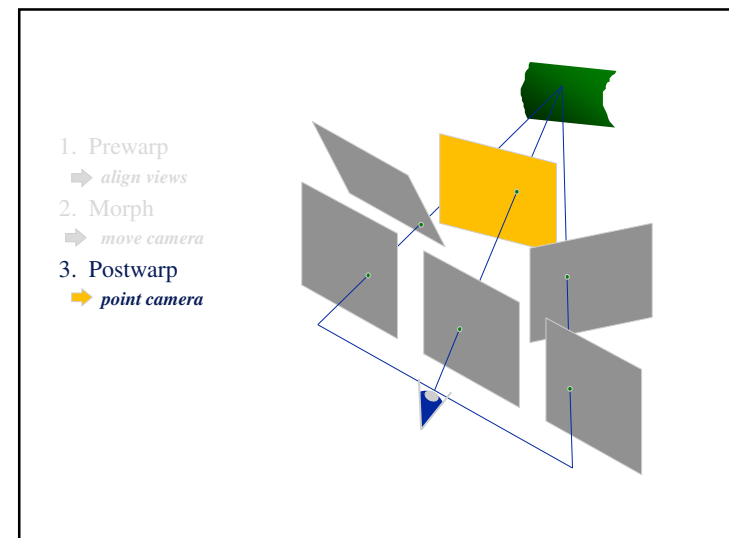 1. Prewarp
align views
2. Morph
move camera
3. Postwarp
point camera